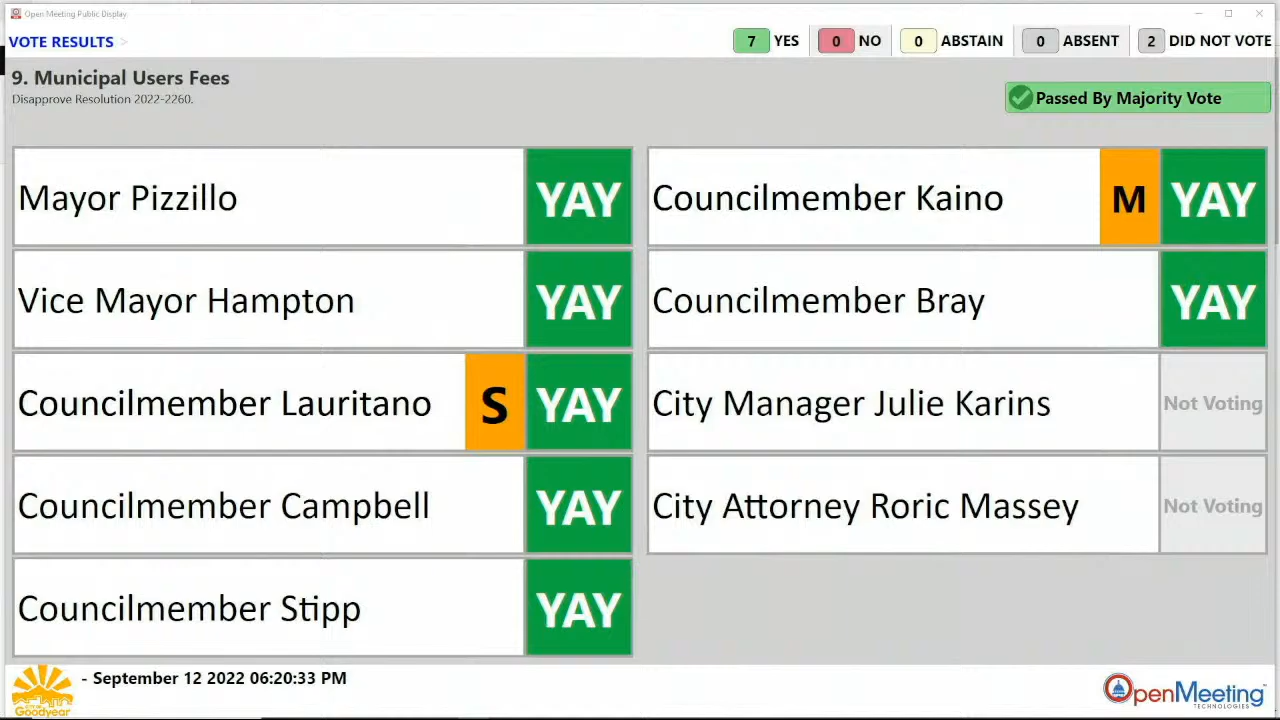 Open Meeting Public Display
VOTE RESULTS >
7 YES 0 NO 0 ABSTAIN 0 ABSENT 2 DID NOT VOTE
9. Municipal Users Fees
Disapprove Resolution 2022-2260.
Passed By Majority Vote
Mayor Pizzillo YAY
Councilmember Kaino M YAY
Vice Mayor Hampton YAY
Councilmember Bray YAY
Councilmember Lauritano S YAY
City Manager Julie Karins Not Voting
Councilmember Campbell YAY
City Attorney Roric Massey Not Voting
Councilmember Stipp YAY
- September 12 2022 06:20:33 PM
Goodyear
OpenMeeting™
TECHNOLOGIES